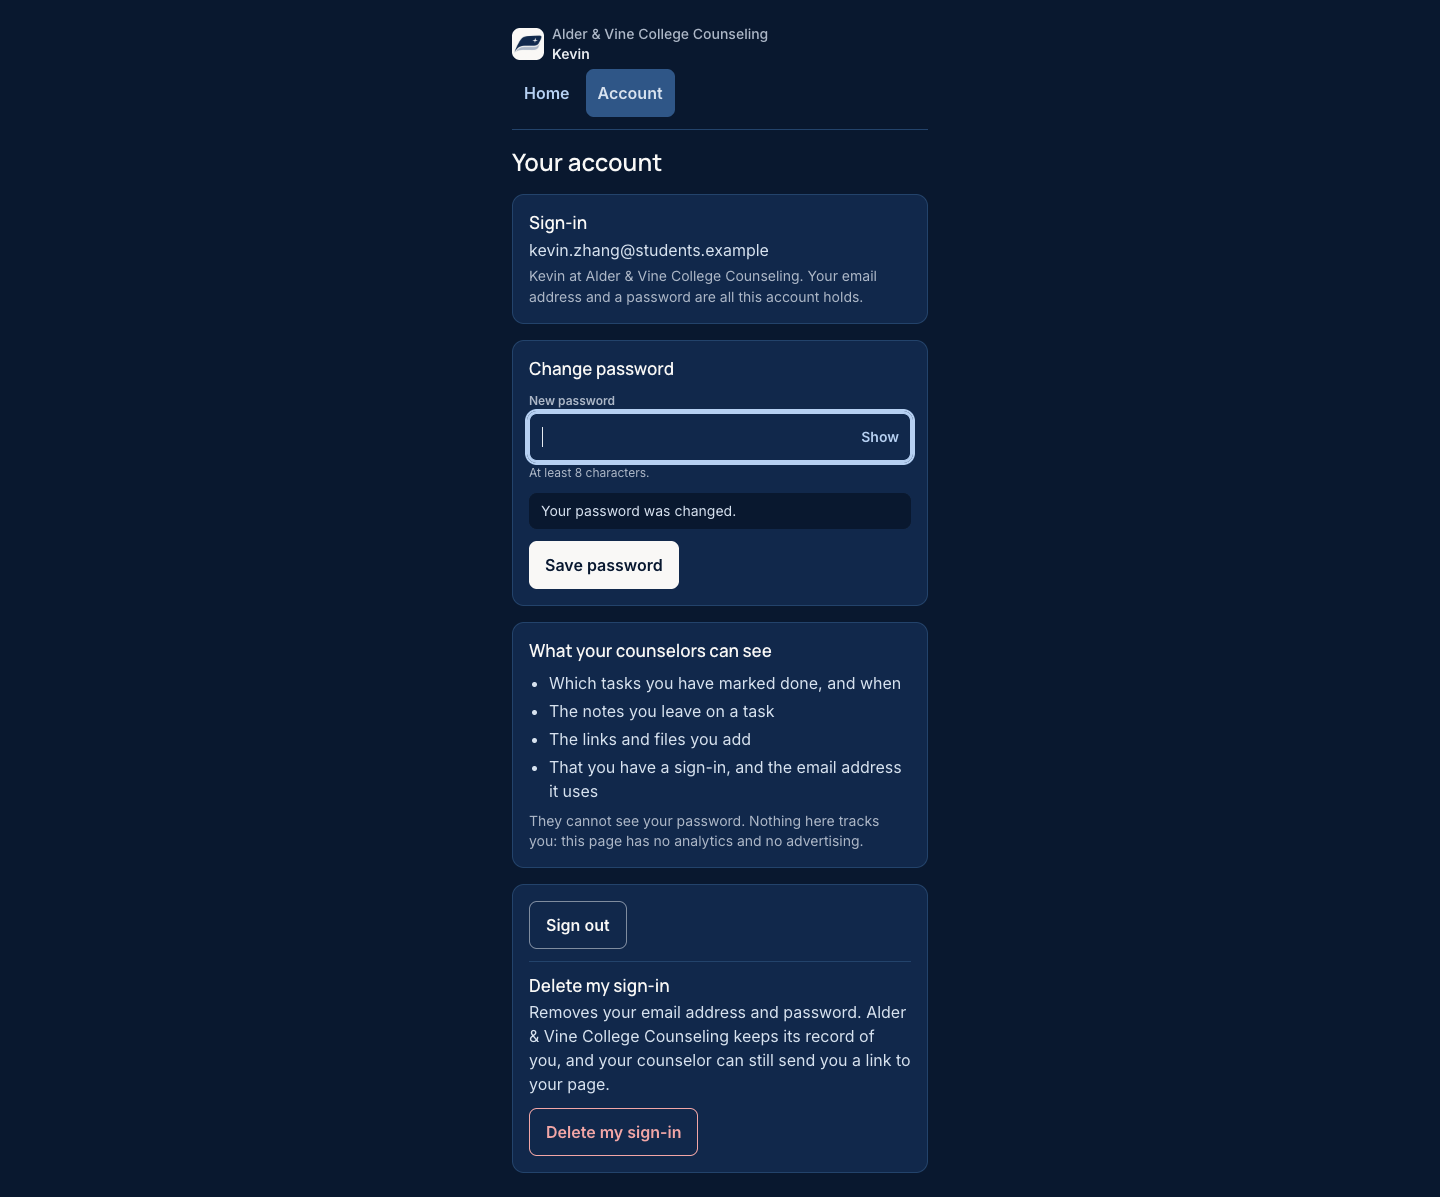 Alder & Vine College Counseling
Kevin
Home
Account
Your account
Sign-in
kevin.zhang@students.example
Kevin at Alder & Vine College Counseling. Your email
address and a password are all this account holds.
Change password
New password
Show
At least 8 characters.
Your password was changed.
Save password
What your counselors can see
• Which tasks you have marked done, and when
• The notes you leave on a task
• The links and files you add
• That you have a sign-in, and the email address
it uses
They cannot see your password. Nothing here tracks
you: this page has no analytics and no advertising.
Sign out
Delete my sign-in
Removes your email address and password. Alder
& Vine College Counseling keeps its record of
you, and your counselor can still send you a link to
your page.
Delete my sign-in